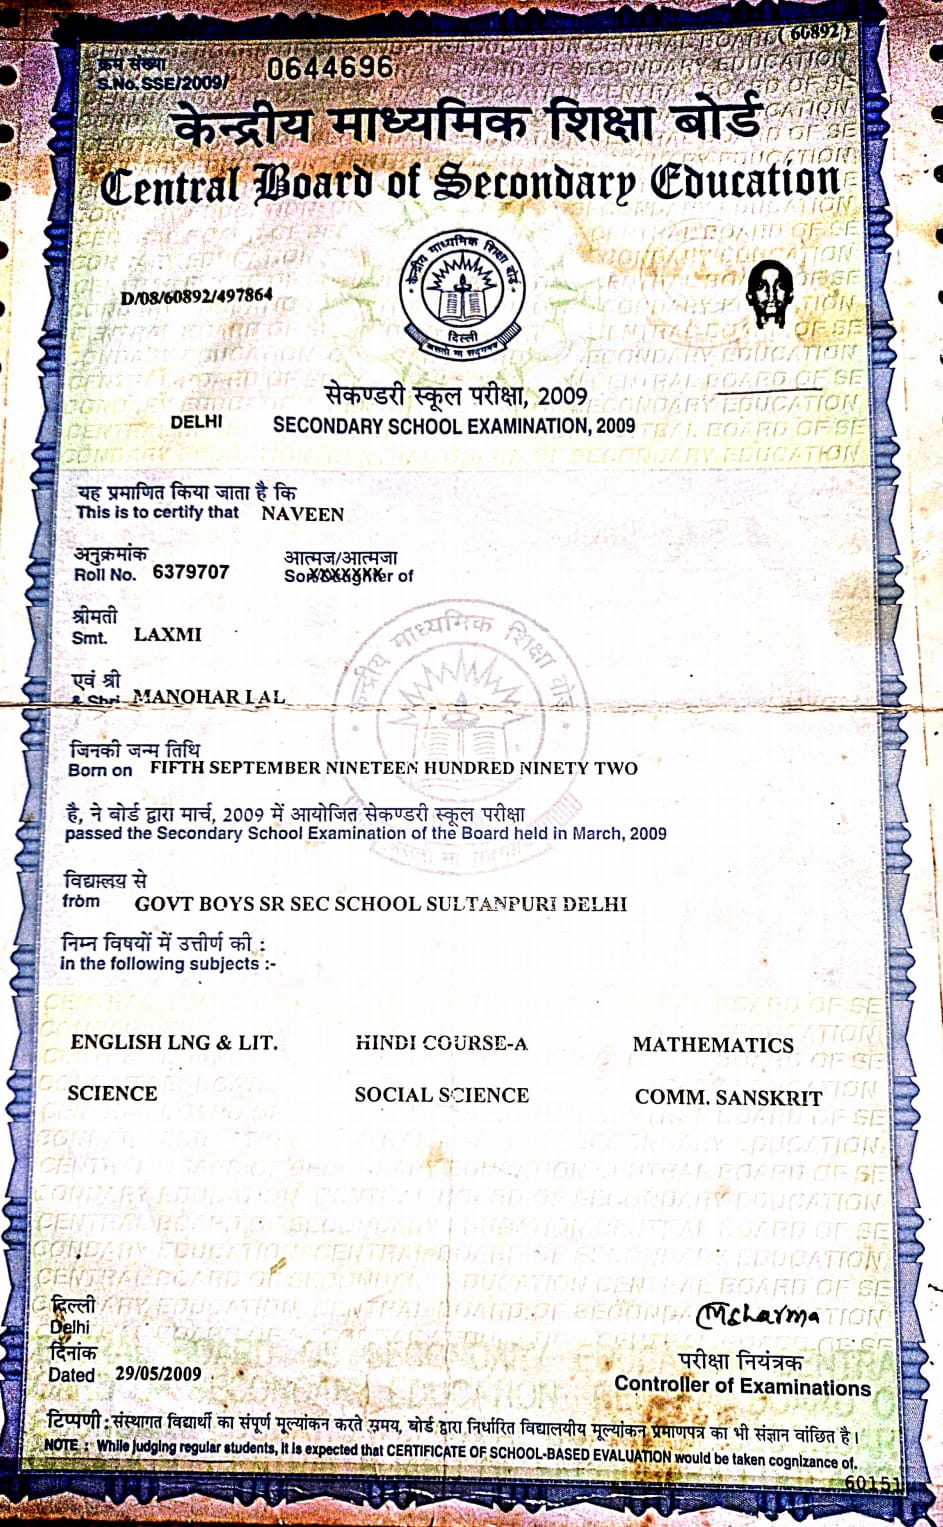 (60892)
क्रम संख्या
S.No. SSE/2009/ 0644696
केन्द्रीय माध्यमिक शिक्षा बोर्ड
Central Board of Secondary Education
केन्द्रीय माध्यमिक शिक्षा बोर्ड
दिल्ली
असतो मा सद्गमय
D/08/60892/497864
सेकण्डरी स्कूल परीक्षा, 2009
DELHI SECONDARY SCHOOL EXAMINATION, 2009
यह प्रमाणित किया जाता है कि
This is to certify that NAVEEN
अनुक्रमांक आत्मज/आत्मजा
Roll No. 6379707 Son/Daughter of
श्रीमती
Smt. LAXMI
एवं श्री
& Shri MANOHAR LAL
जिनकी जन्म तिथि
Born on FIFTH SEPTEMBER NINETEEN HUNDRED NINETY TWO
है, ने बोर्ड द्वारा मार्च, 2009 में आयोजित सेकण्डरी स्कूल परीक्षा
passed the Secondary School Examination of the Board held in March, 2009
विद्यालय से
from GOVT BOYS SR SEC SCHOOL SULTANPURI DELHI
निम्न विषयों में उत्तीर्ण की :
in the following subjects :-
ENGLISH LNG & LIT. HINDI COURSE-A MATHEMATICS
SCIENCE SOCIAL SCIENCE COMM. SANSKRIT
दिल्ली
Delhi
MSharma
दिनांक
Dated 29/05/2009
परीक्षा नियंत्रक
Controller of Examinations
टिप्पणी : संस्थागत विद्यार्थी का संपूर्ण मूल्यांकन करते समय, बोर्ड द्वारा निर्धारित विद्यालयीय मूल्यांकन प्रमाणपत्र का भी संज्ञान वांछित है।
NOTE : While judging regular students, it is expected that CERTIFICATE OF SCHOOL-BASED EVALUATION would be taken cognizance of.
60151